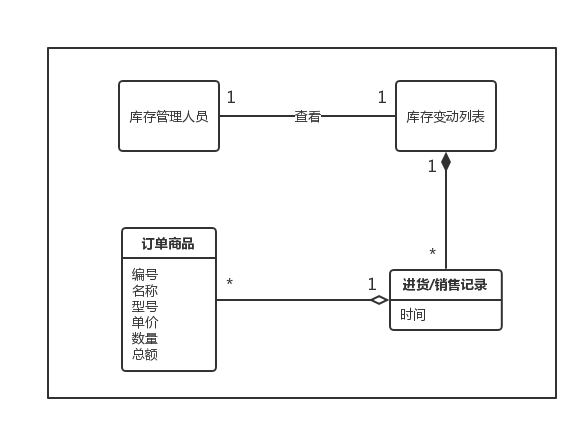 1
1
库存管理人员
查看
库存变动列表
1
*
订单商品
*
1
进货/销售记录
编号
名称
型号
单价
数量
总额
时间